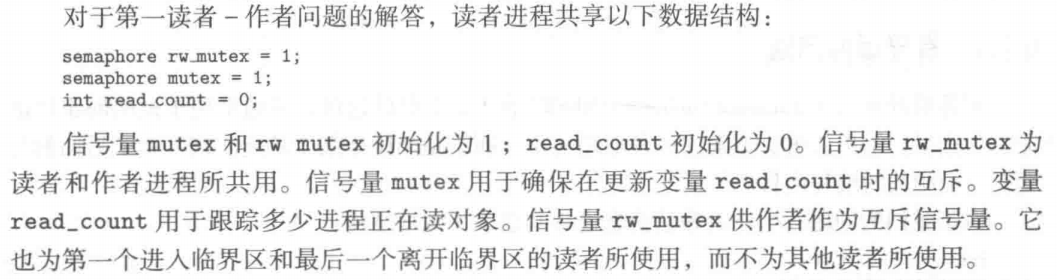 对于第一读者－作者问题的解答，读者进程共享以下数据结构：
semaphore rw_mutex = 1;
semaphore mutex = 1;
int read_count = 0;
信号量 mutex 和 rw mutex 初始化为 1；read_count 初始化为 0。信号量 rw_mutex 为
读者和作者进程所共用。信号量 mutex 用于确保在更新变量 read_count 时的互斥。变量
read_count 用于跟踪多少进程正在读对象。信号量 rw_mutex 供作者作为互斥信号量。它
也为第一个进入临界区和最后一个离开临界区的读者所使用，而不为其他读者所使用。